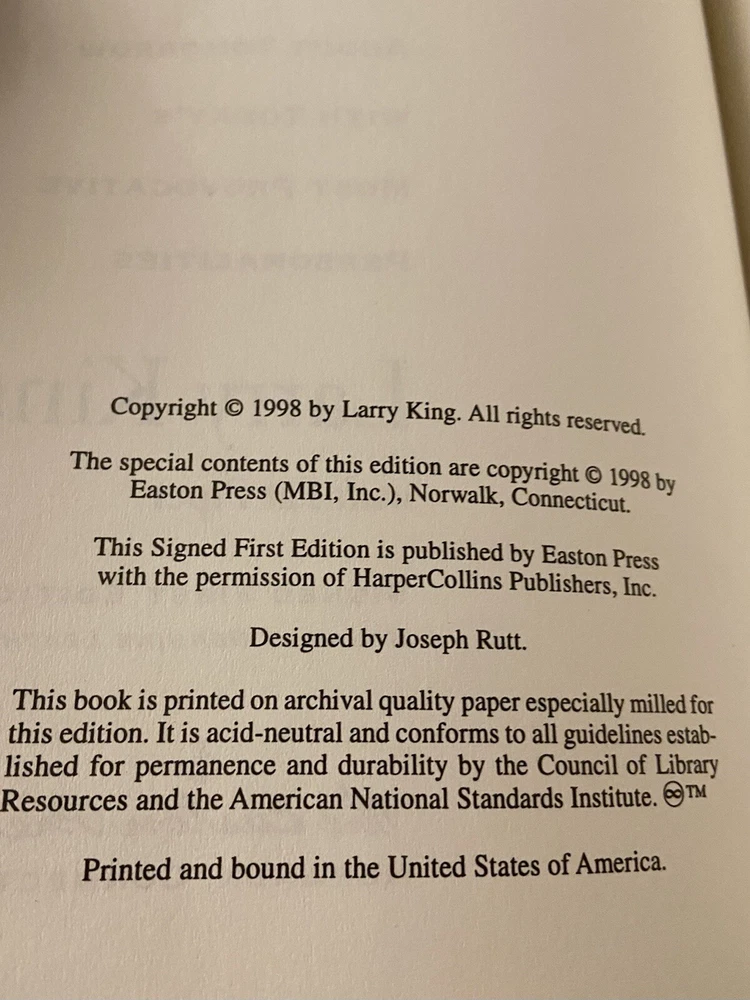 Copyright © 1998 by Larry King. All rights reserved.
The special contents of this edition are copyright © 1998 by
Easton Press (MBI, Inc.), Norwalk, Connecticut.
This Signed First Edition is published by Easton Press
with the permission of HarperCollins Publishers, Inc.
Designed by Joseph Rutt.
This book is printed on archival quality paper especially milled for
this edition. It is acid-neutral and conforms to all guidelines estab-
lished for permanence and durability by the Council of Library
Resources and the American National Standards Institute. ♾™
Printed and bound in the United States of America.